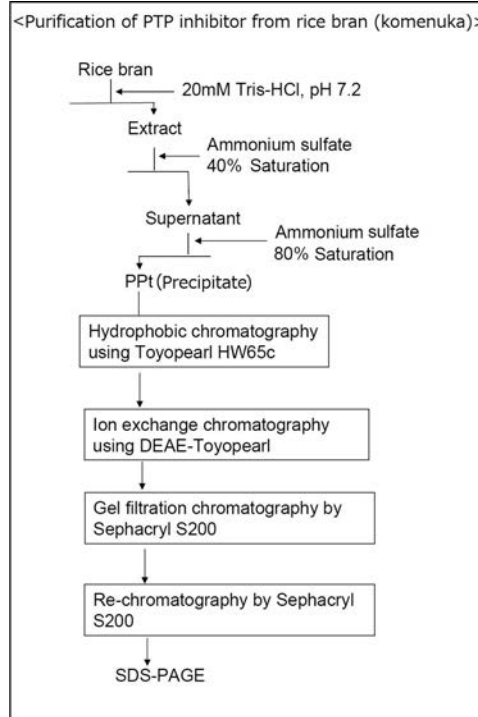 <Purification of PTP inhibitor from rice bran (komenuka)>
Rice bran
20mM Tris-HCl, pH 7.2
Extract
Ammonium sulfate
40% Saturation
Supernatant
Ammonium sulfate
80% Saturation
PPt (Precipitate)
Hydrophobic chromatography
using Toyopearl HW65c
Ion exchange chromatography
using DEAE-Toyopearl
Gel filtration chromatography by
Sephacryl S200
Re-chromatography by Sephacryl
S200
SDS-PAGE